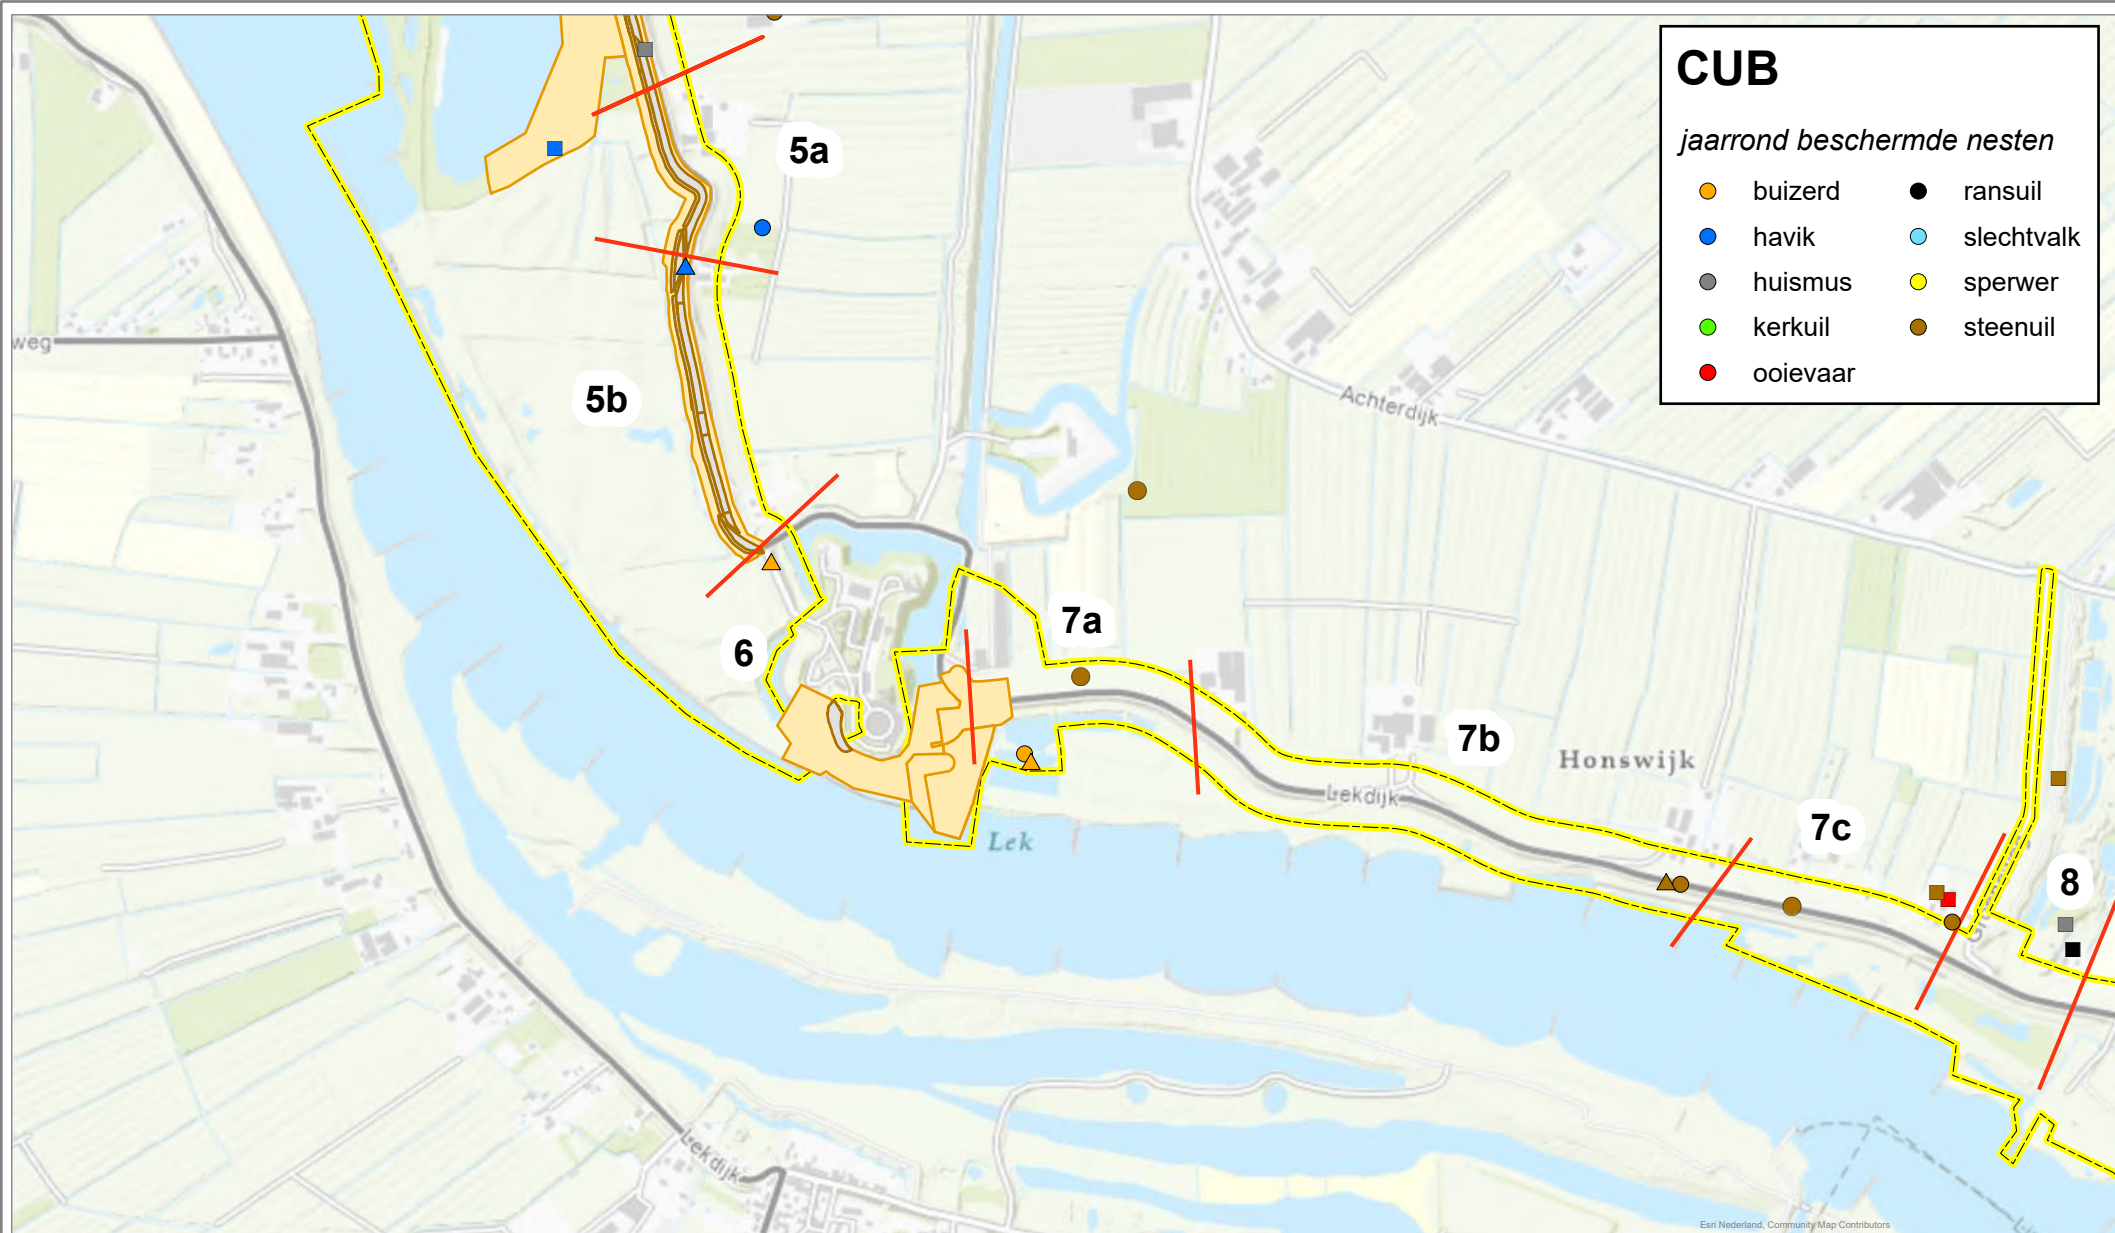 CUB
jaarrond beschermde nesten
buizerd
ransuil
havik
slechtvalk
huismus
sperwer
kerkuil
steenuil
ooievaar
5a
weg
5b
Achterdijk
7a
6
7b
Honswijk
Lekdijk
7c
Lek
8
Lekdijk
Esri Nederland, Community Map Contributors